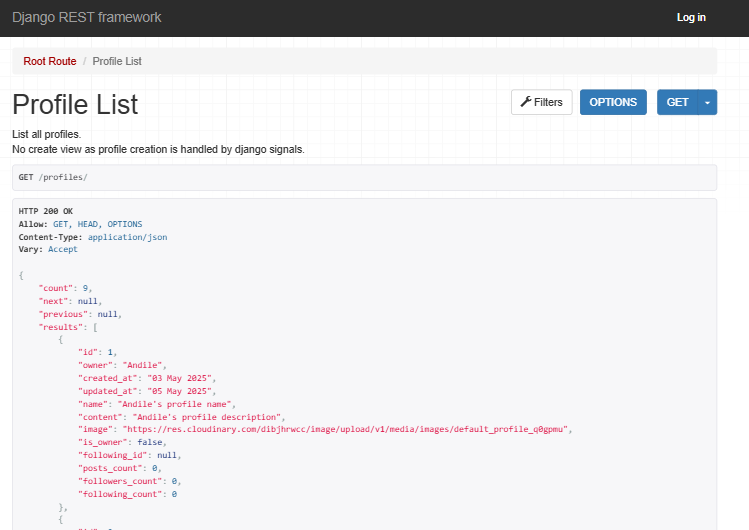 Django REST framework
Log in
Root Route / Profile List
Profile List
Filters
OPTIONS
GET
List all profiles.
No create view as profile creation is handled by django signals.
GET /profiles/
HTTP 200 OK
Allow: GET, HEAD, OPTIONS
Content-Type: application/json
Vary: Accept
{
"count": 9,
"next": null,
"previous": null,
"results": [
{
"id": 1,
"owner": "Andile",
"created_at": "03 May 2025",
"updated_at": "05 May 2025",
"name": "Andile's profile name",
"content": "Andile's profile description",
"image": "https://res.cloudinary.com/dibjhrwcc/image/upload/v1/media/images/default_profile_q0gpmu",
"is_owner": false,
"following_id": null,
"posts_count": 0,
"followers_count": 0,
"following_count": 0
},
{